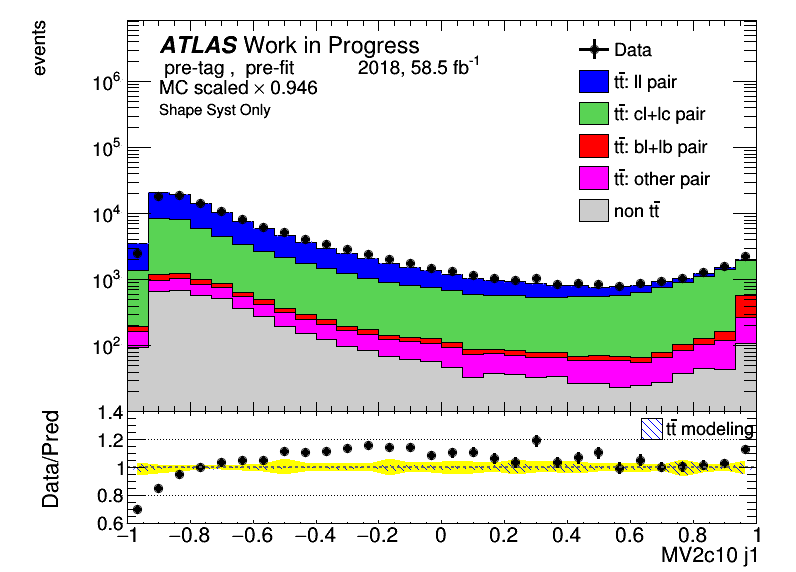 events
ATLAS Work in Progress
pre-tag , pre-fit 2018, 58.5 fb⁻¹
MC scaled × 0.946
Shape Syst Only
Data
tt̄: ll pair
tt̄: cl+lc pair
tt̄: bl+lb pair
tt̄: other pair
non tt̄
10⁶
10⁵
10⁴
10³
10²
Data/Pred
tt̄ modeling
1.4
1.2
1
0.8
0.6
−1 −0.8 −0.6 −0.4 −0.2 0 0.2 0.4 0.6 0.8 1
MV2c10 j1